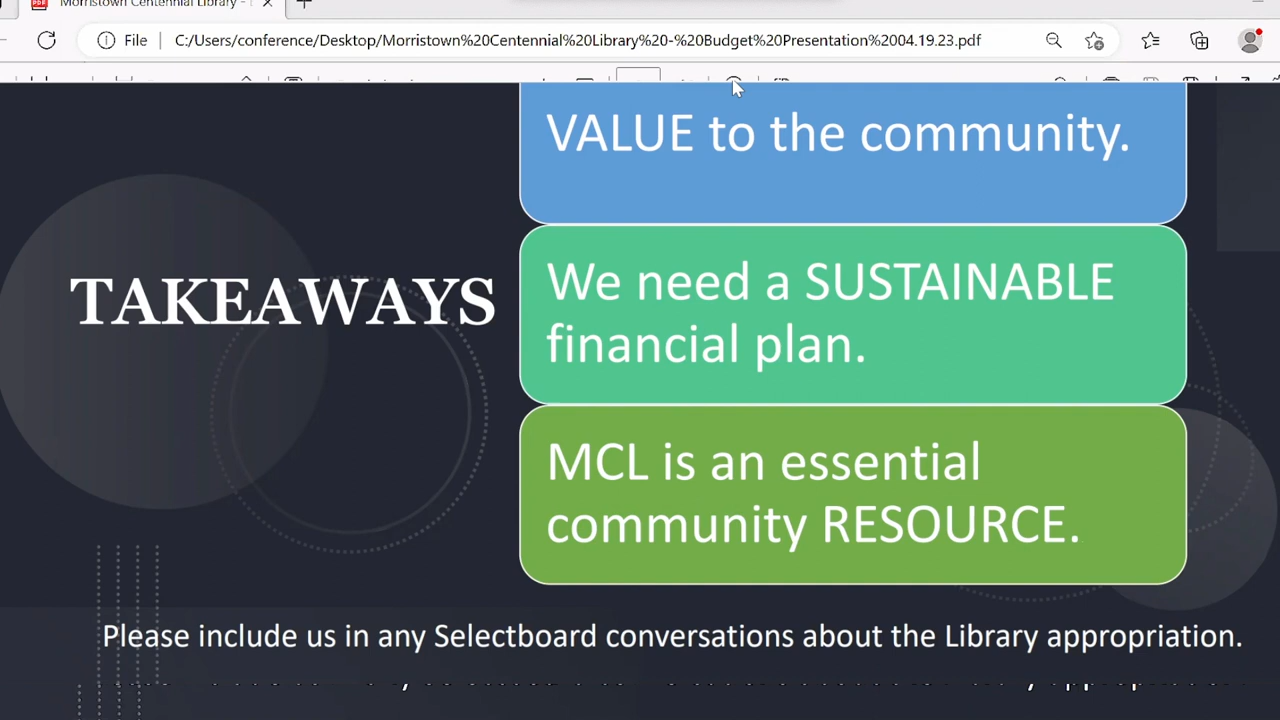 Morristown Centennial Library -
File
C:/Users/conference/Desktop/Morristown%20Centennial%20Library%20-%20Budget%20Presentation%2004.19.23.pdf
VALUE to the community.
TAKEAWAYS
We need a SUSTAINABLE
financial plan.
MCL is an essential
community RESOURCE.
Please include us in any Selectboard conversations about the Library appropriation.